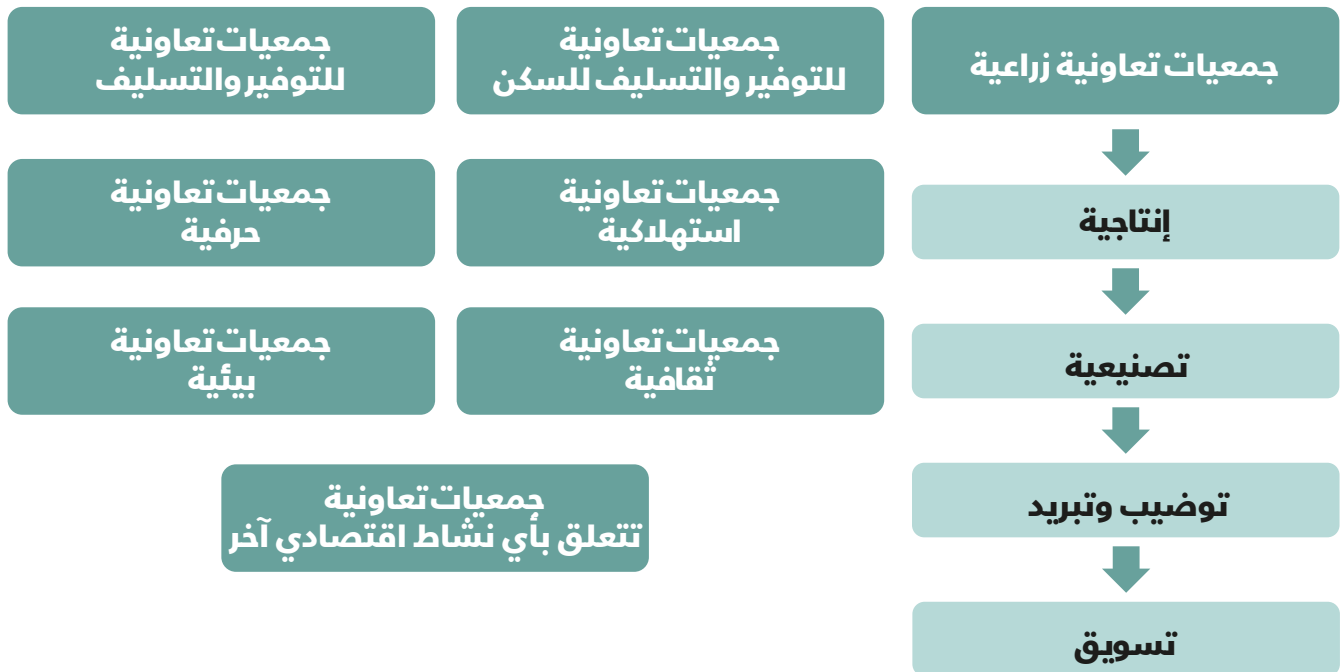 جمعيات تعاونية زراعية
إنتاجية
تصنيعية
توضيب وتبريد
تسويق
جمعيات تعاونية
للتوفير والتسليف للسكن
جمعيات تعاونية
للتوفير والتسليف
جمعيات تعاونية
استهلاكية
جمعيات تعاونية
حرفية
جمعيات تعاونية
ثقافية
جمعيات تعاونية
بيئية
جمعيات تعاونية
تتعلق بأي نشاط اقتصادي آخر